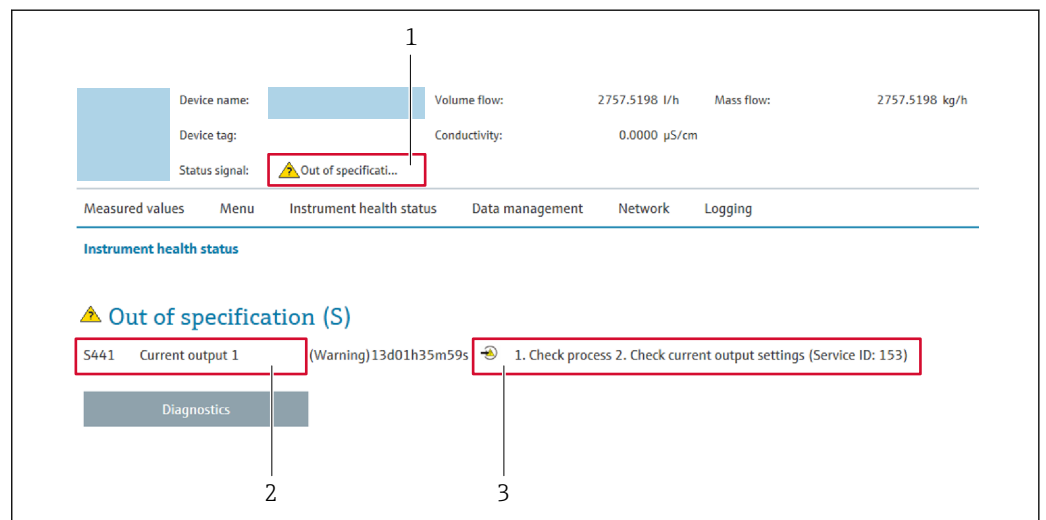 1
Device name: Volume flow: 2757.5198 l/h Mass flow: 2757.5198 kg/h
Device tag: Conductivity: 0.0000 µS/cm
Status signal: Out of specificati...
Measured values Menu Instrument health status Data management Network Logging
Instrument health status
Out of specification (S)
S441 Current output 1 (Warning)13d01h35m59s 1. Check process 2. Check current output settings (Service ID: 153)
Diagnostics
2 3